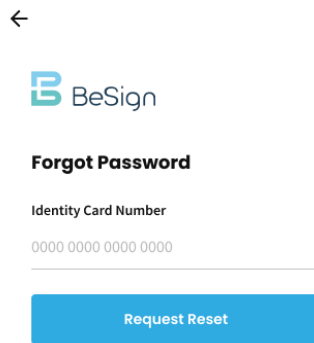 BeSign
Forgot Password
Identity Card Number
0000 0000 0000 0000
Request Reset